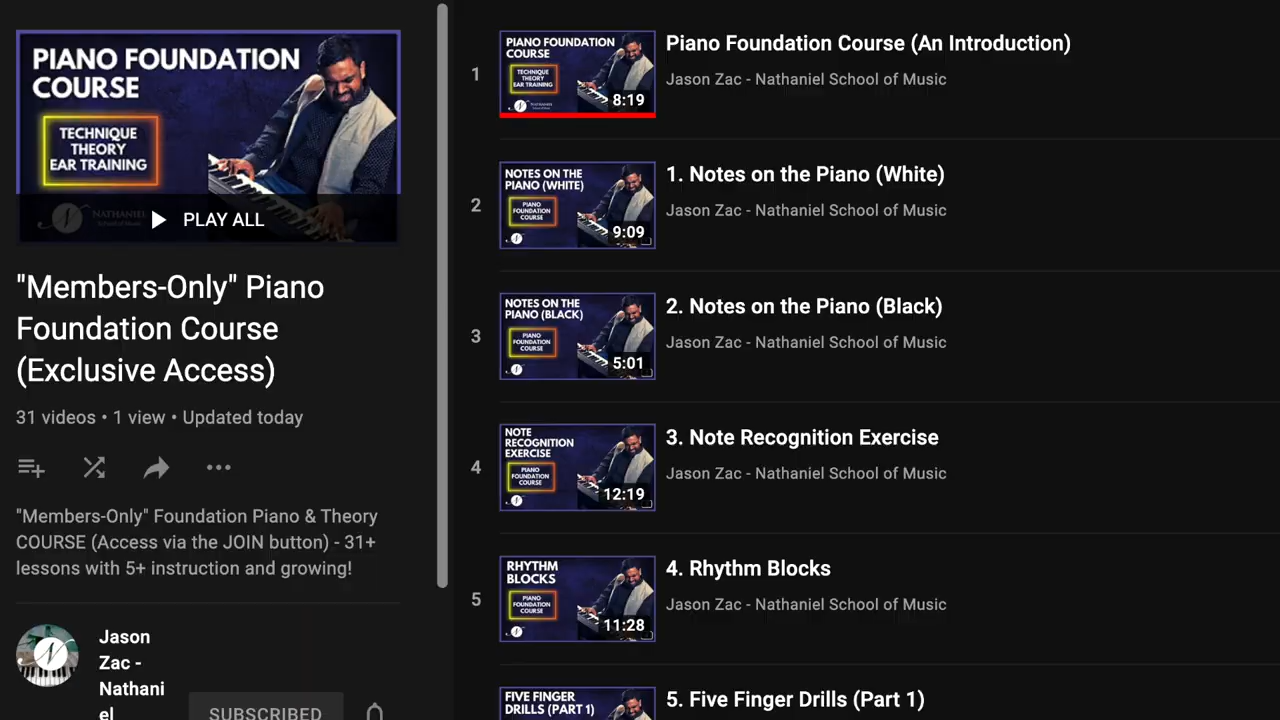 PIANO FOUNDATION
COURSE
TECHNIQUE
THEORY
EAR TRAINING
NATHANIEL
School of Music
PLAY ALL
"Members-Only" Piano
Foundation Course
(Exclusive Access)
31 videos • 1 view • Updated today
"Members-Only" Foundation Piano & Theory
COURSE (Access via the JOIN button) - 31+
lessons with 5+ instruction and growing!
Jason
Zac -
Nathani
el
SUBSCRIBED
1
PIANO FOUNDATION
COURSE
TECHNIQUE
THEORY
EAR TRAINING
8:19
Piano Foundation Course (An Introduction)
Jason Zac - Nathaniel School of Music
2
NOTES ON THE
PIANO (WHITE)
PIANO
FOUNDATION
COURSE
9:09
1. Notes on the Piano (White)
Jason Zac - Nathaniel School of Music
3
NOTES ON THE
PIANO (BLACK)
PIANO
FOUNDATION
COURSE
5:01
2. Notes on the Piano (Black)
Jason Zac - Nathaniel School of Music
4
NOTE
RECOGNITION
EXERCISE
PIANO
FOUNDATION
COURSE
12:19
3. Note Recognition Exercise
Jason Zac - Nathaniel School of Music
5
RHYTHM
BLOCKS
PIANO
FOUNDATION
COURSE
11:28
4. Rhythm Blocks
Jason Zac - Nathaniel School of Music
FIVE FINGER
DRILLS (PART 1)
5. Five Finger Drills (Part 1)